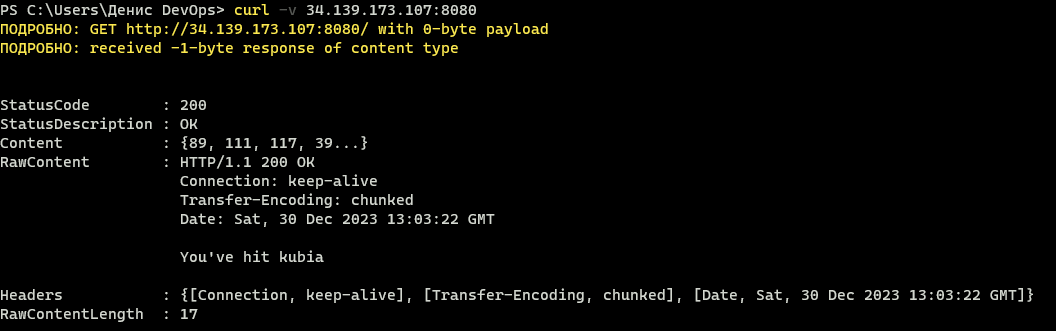 PS C:\Users\Денис DevOps> curl -v 34.139.173.107:8080
ПОДРОБНО: GET http://34.139.173.107:8080/ with 0-byte payload
ПОДРОБНО: received -1-byte response of content type
StatusCode : 200
StatusDescription : OK
Content : {89, 111, 117, 39...}
RawContent : HTTP/1.1 200 OK
Connection: keep-alive
Transfer-Encoding: chunked
Date: Sat, 30 Dec 2023 13:03:22 GMT
You've hit kubia
Headers : {[Connection, keep-alive], [Transfer-Encoding, chunked], [Date, Sat, 30 Dec 2023 13:03:22 GMT]}
RawContentLength : 17